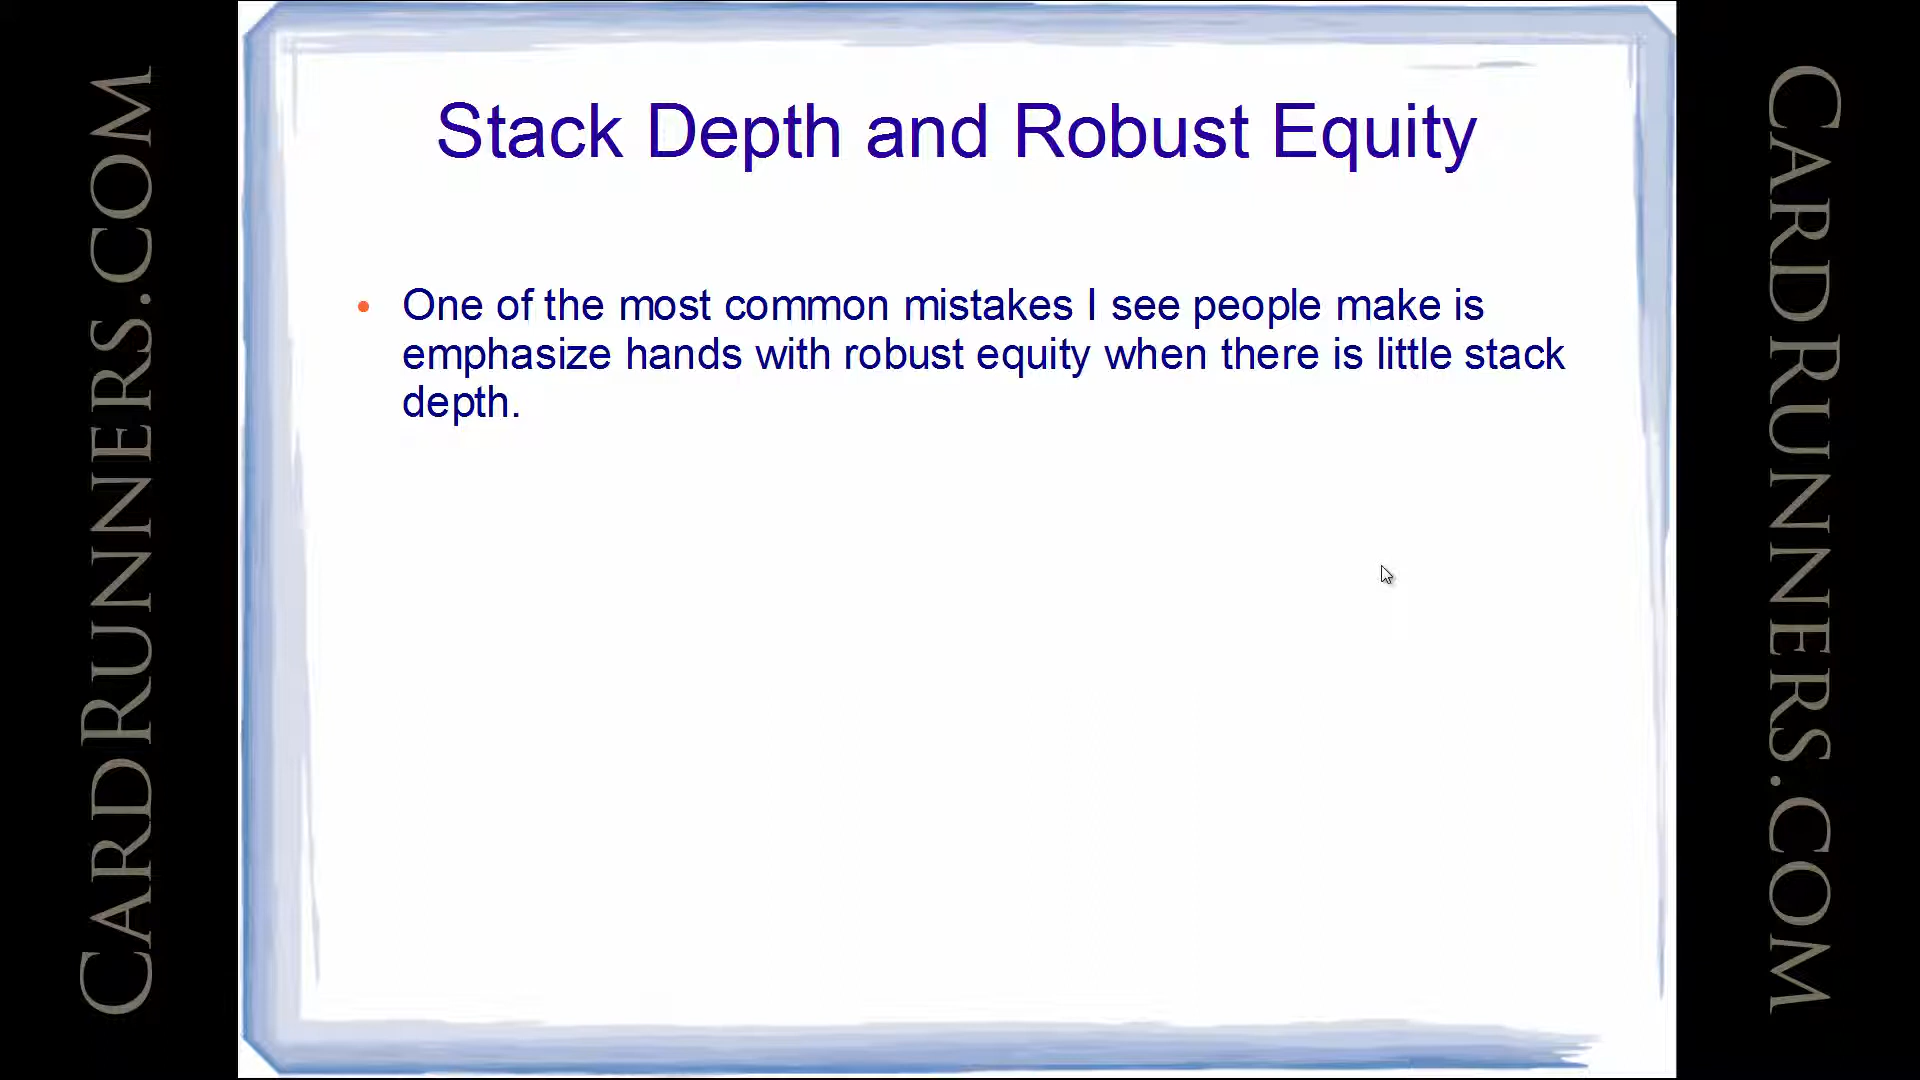 CARDRUNNERS.COM
Stack Depth and Robust Equity
• One of the most common mistakes I see people make is
emphasize hands with robust equity when there is little stack
depth.
CARDRUNNERS.COM